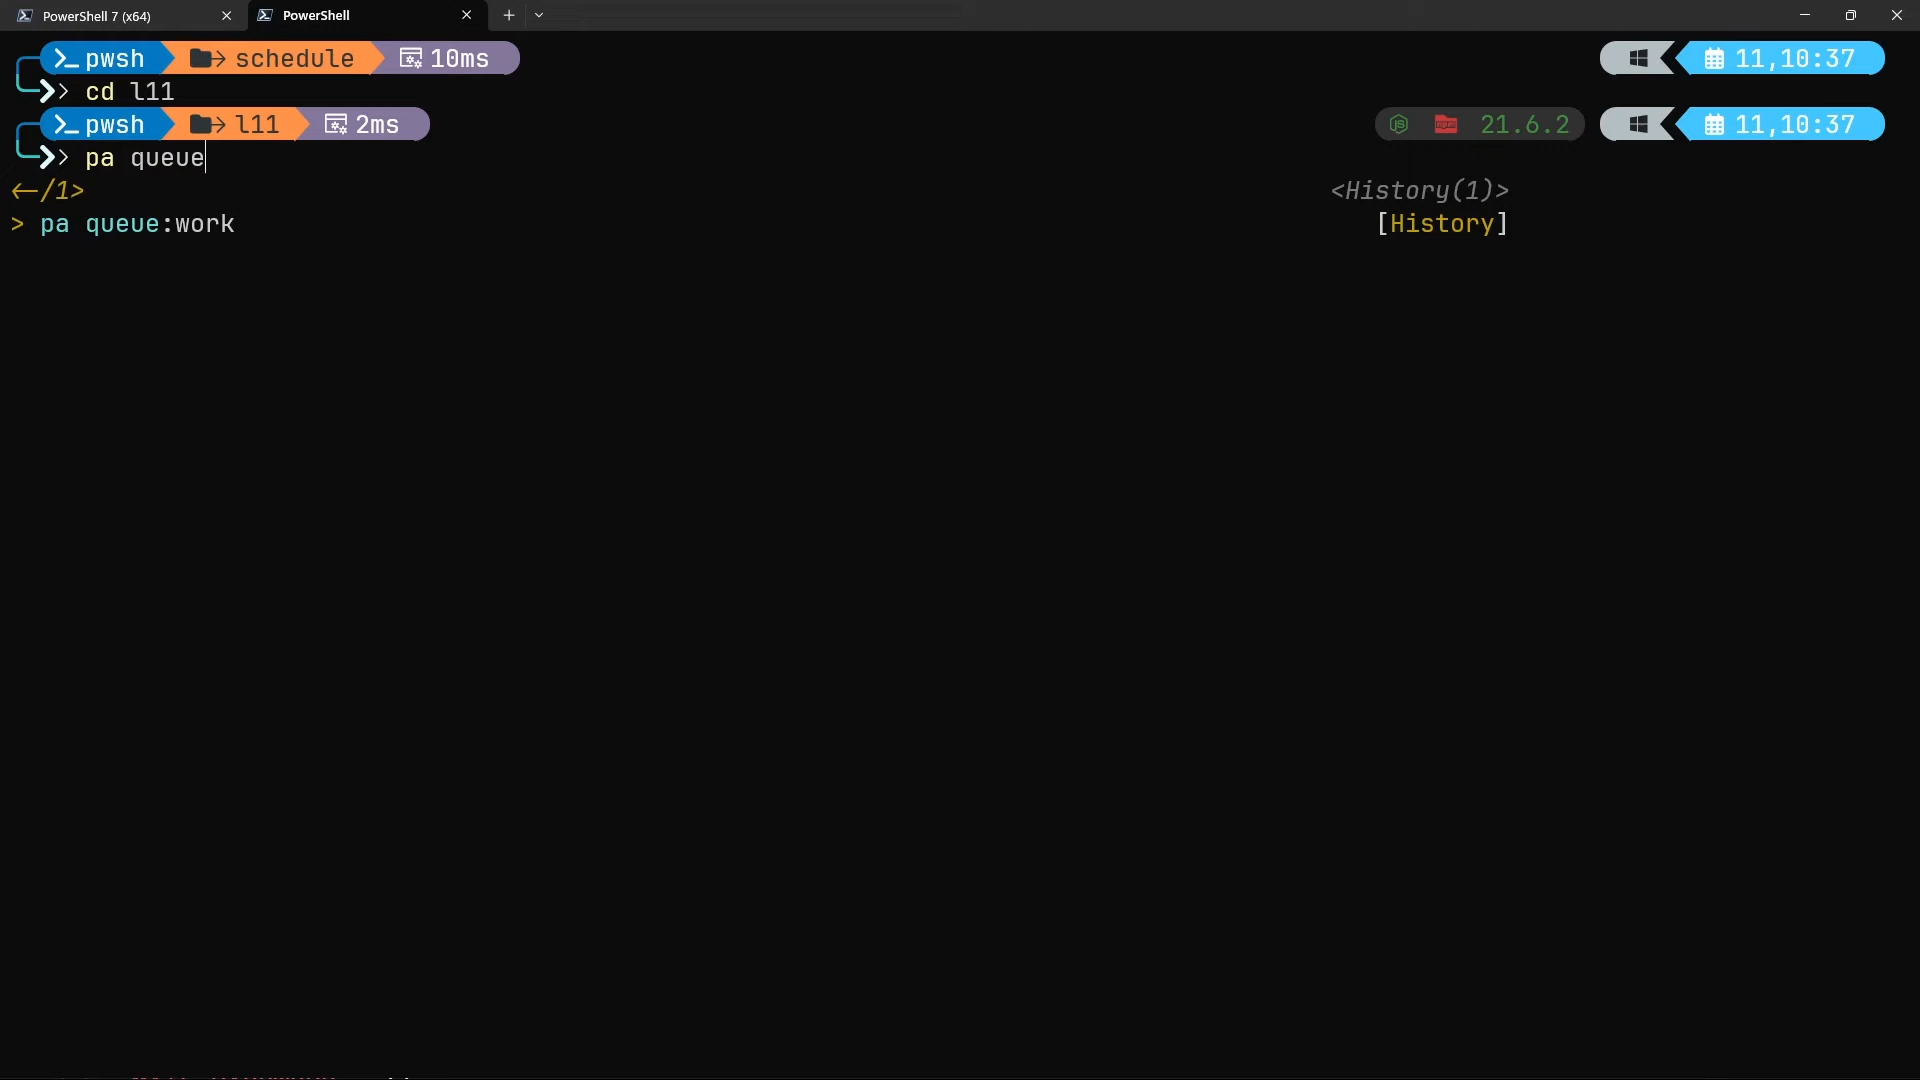 PowerShell 7 (x64) PowerShell
pwsh schedule 10ms 11,10:37
cd l11
pwsh l11 2ms 21.6.2 11,10:37
pa queue
<-/1> <History(1)>
> pa queue:work [History]